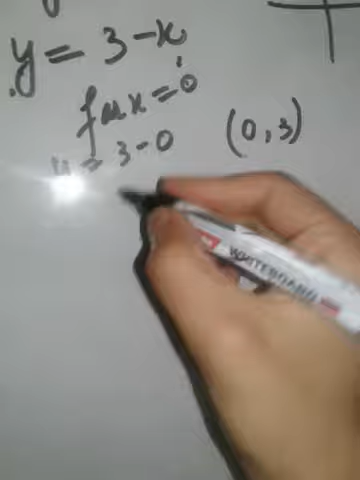 y = 3 - x
for x = 0
y = 3 - 0 (0, 3)
WHITEBOARD